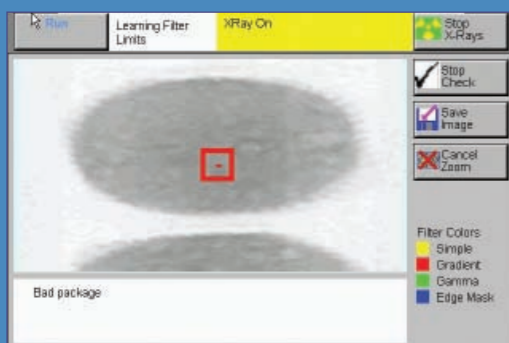 Run
Learning Filter
Limits
XRay On
Stop
X-Rays
Stop
Check
Save
Image
Cancel
Zoom
Filter Colors
Simple
Gradient
Gamma
Edge Mask
Bad package